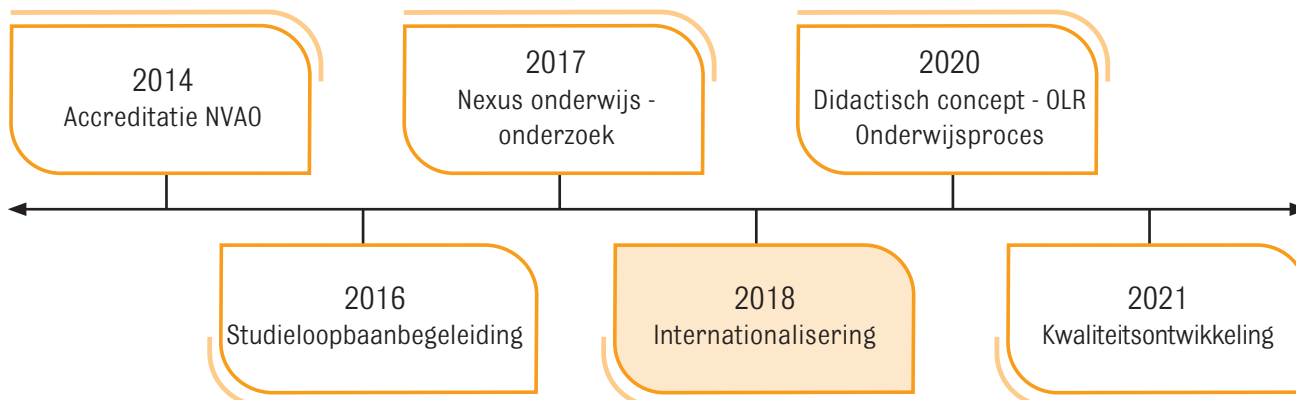 2014
Accreditatie NVAO
2017
Nexus onderwijs -
onderzoek
2020
Didactisch concept - OLR
Onderwijsproces
2016
Studieloopbaanbegeleiding
2018
Internationalisering
2021
Kwaliteitsontwikkeling